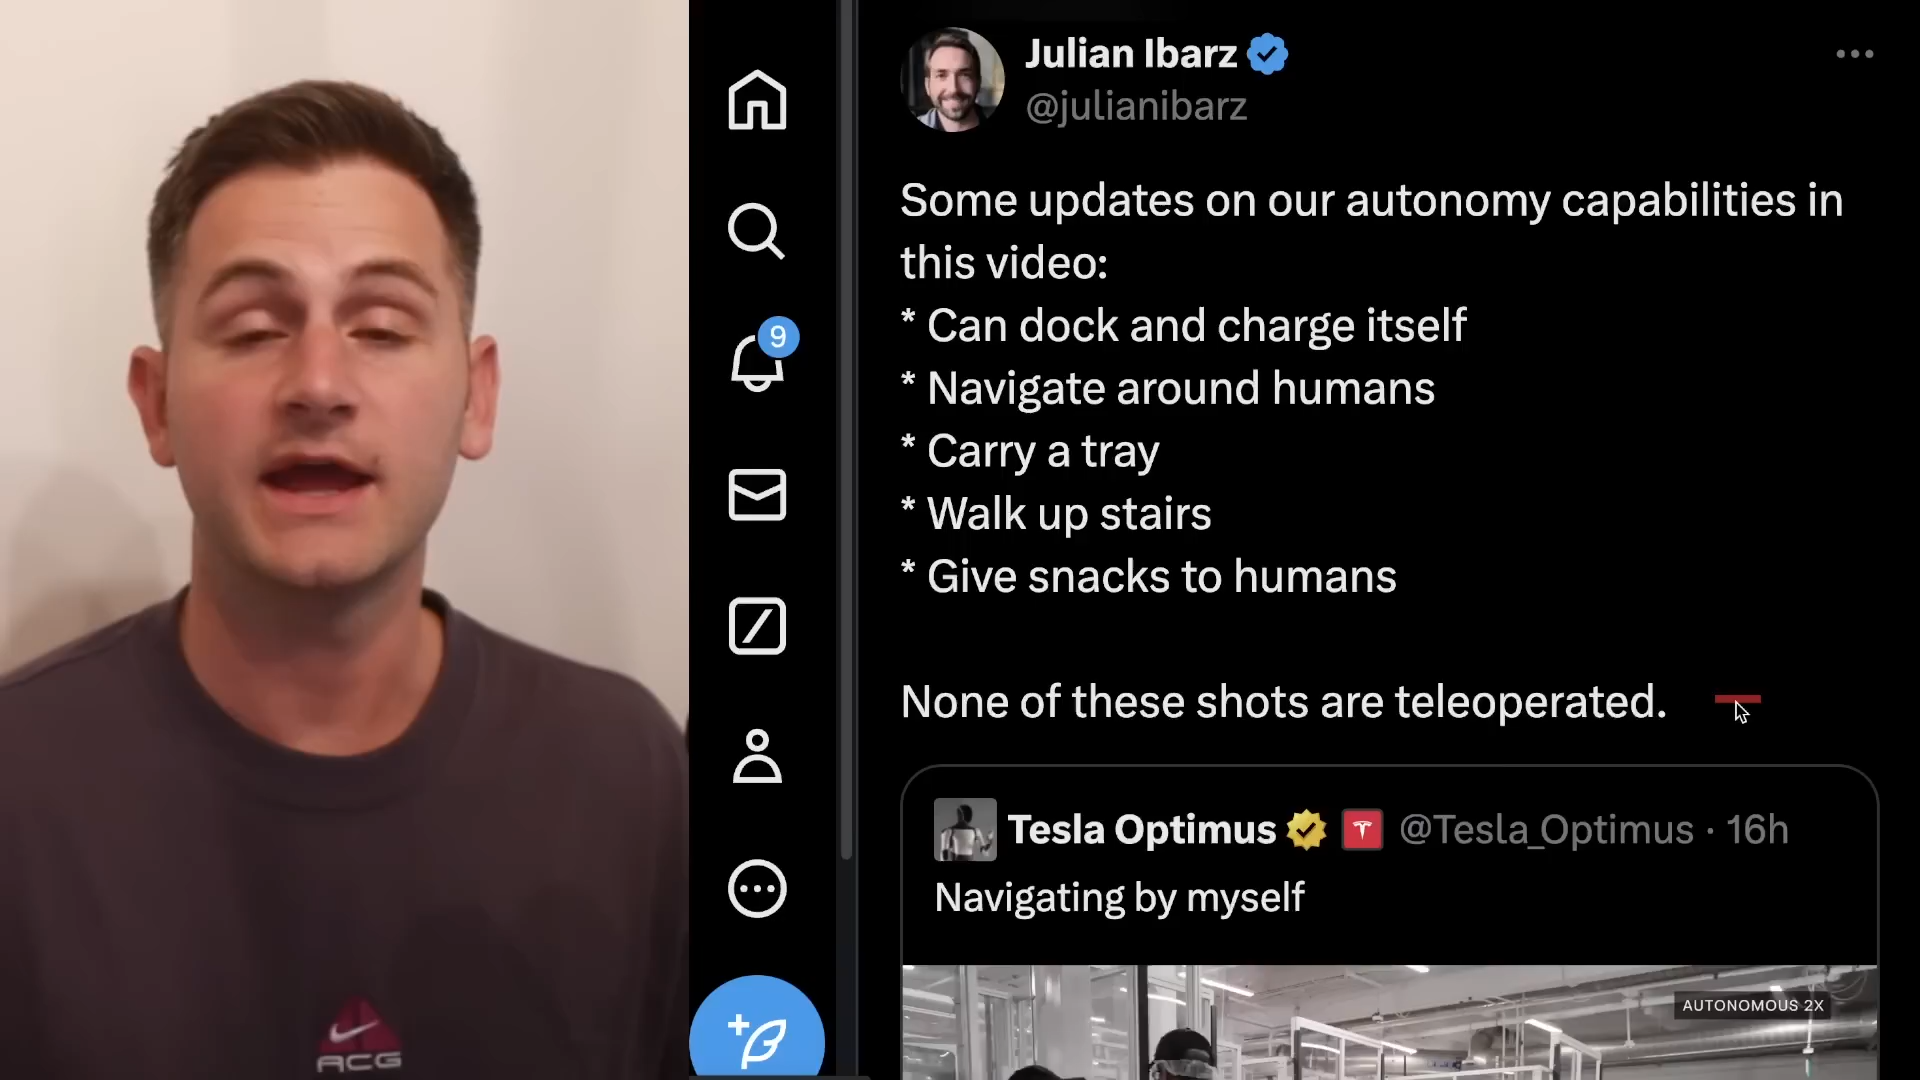 Julian Ibarz
@julianibarz
Some updates on our autonomy capabilities in
this video:
* Can dock and charge itself
* Navigate around humans
* Carry a tray
* Walk up stairs
* Give snacks to humans
None of these shots are teleoperated.
Tesla Optimus @Tesla_Optimus · 16h
Navigating by myself
AUTONOMOUS 2X
9
ACG